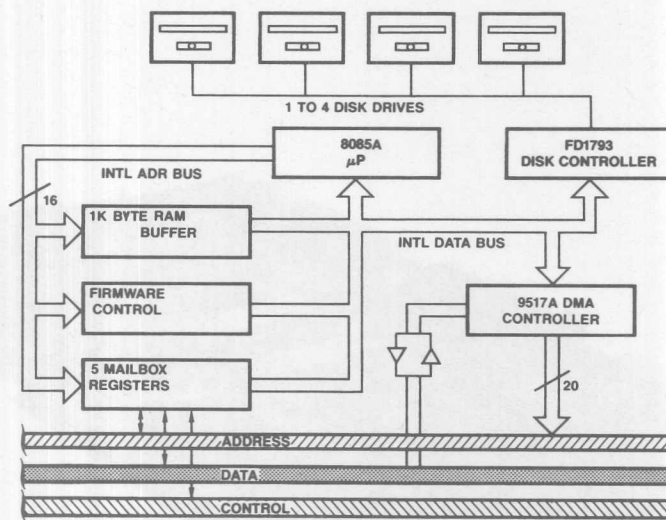 1 TO 4 DISK DRIVES
8085A
μP
FD1793
DISK CONTROLLER
INTL ADR BUS
16
1K BYTE RAM
BUFFER
INTL DATA BUS
FIRMWARE
CONTROL
9517A DMA
CONTROLLER
5 MAILBOX
REGISTERS
20
ADDRESS
DATA
CONTROL